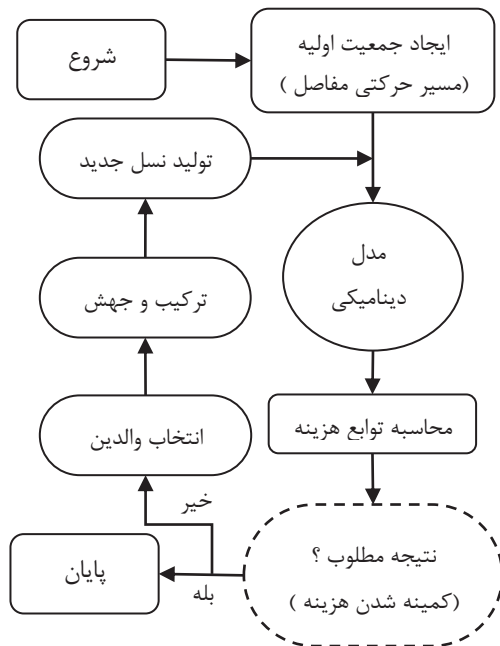 شروع
ایجاد جمعیت اولیه
(مسیر حرکتی مفاصل )
تولید نسل جدید
مدل
دینامیکی
ترکیب و جهش
محاسبه توابع هزینه
انتخاب والدین
خیر
نتیجه مطلوب ؟
(کمینه شدن هزینه )
بله
پایان